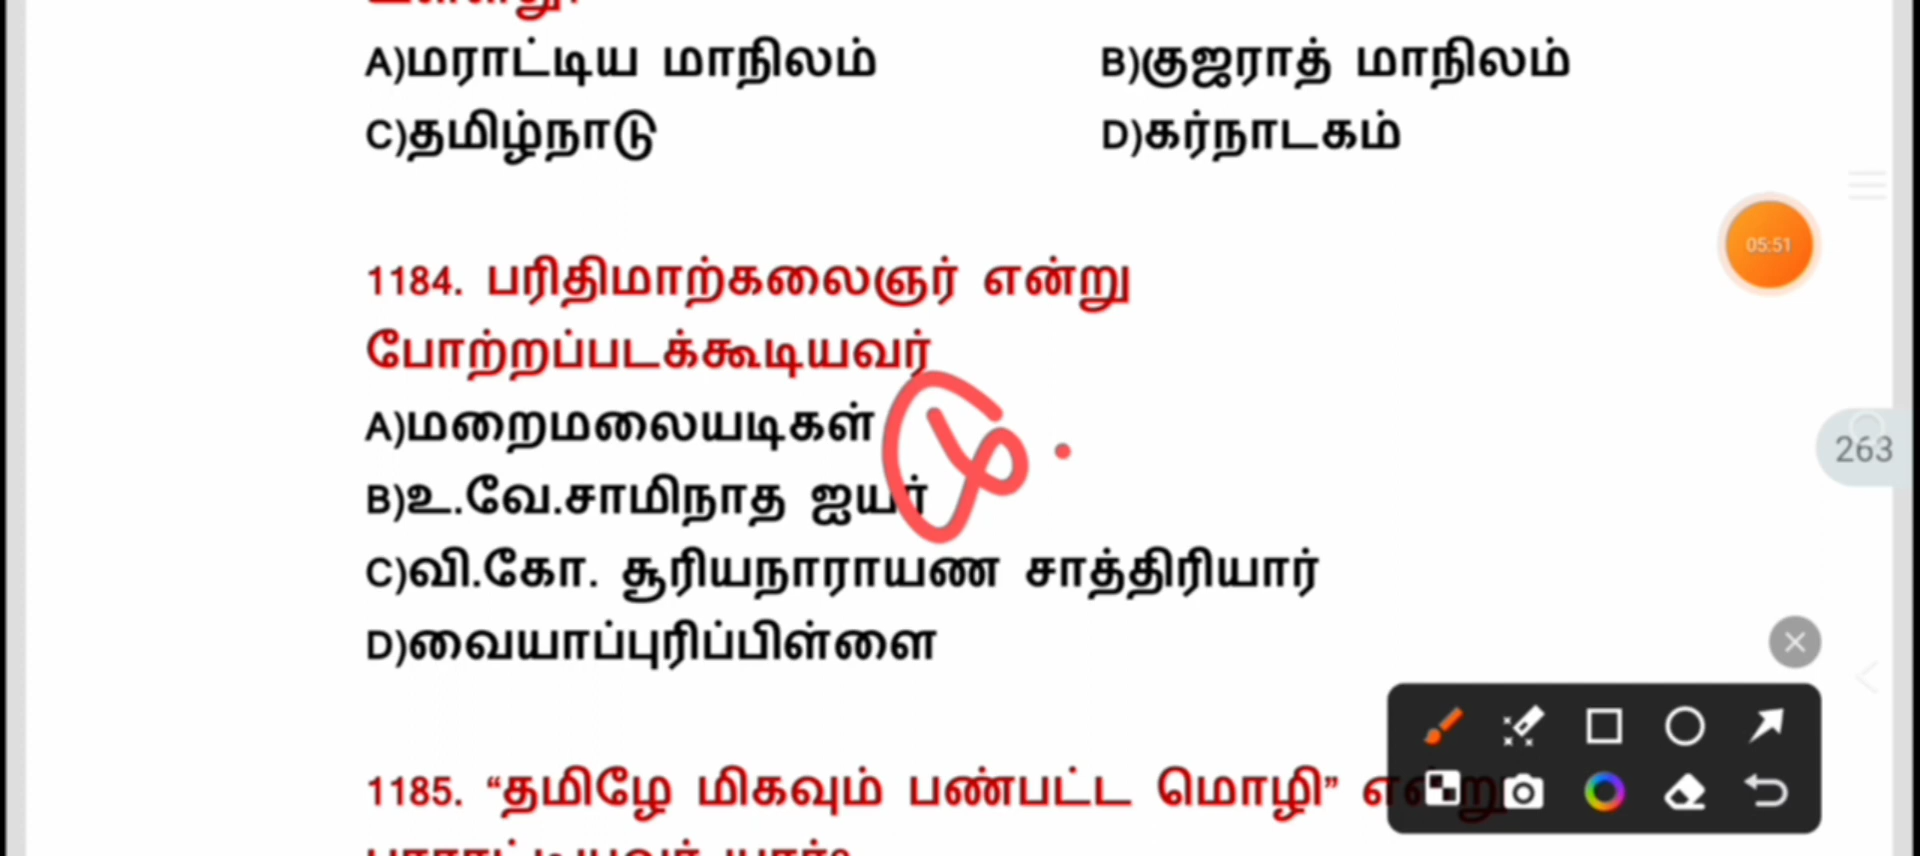 A)மராட்டிய மாநிலம் B)குஜராத் மாநிலம்
C)தமிழ்நாடு D)கர்நாடகம்
05:51
1184. பரிதிமாற்கலைஞர் என்று
போற்றப்படக்கூடியவர்
A)மறைமலையடிகள்
263
B)உ.வே.சாமிநாத ஐயர்
C)வி.கோ. சூரியநாராயண சாத்திரியார்
D)வையாப்புரிப்பிள்ளை
1185. “தமிழே மிகவும் பண்பட்ட மொழி” என்று